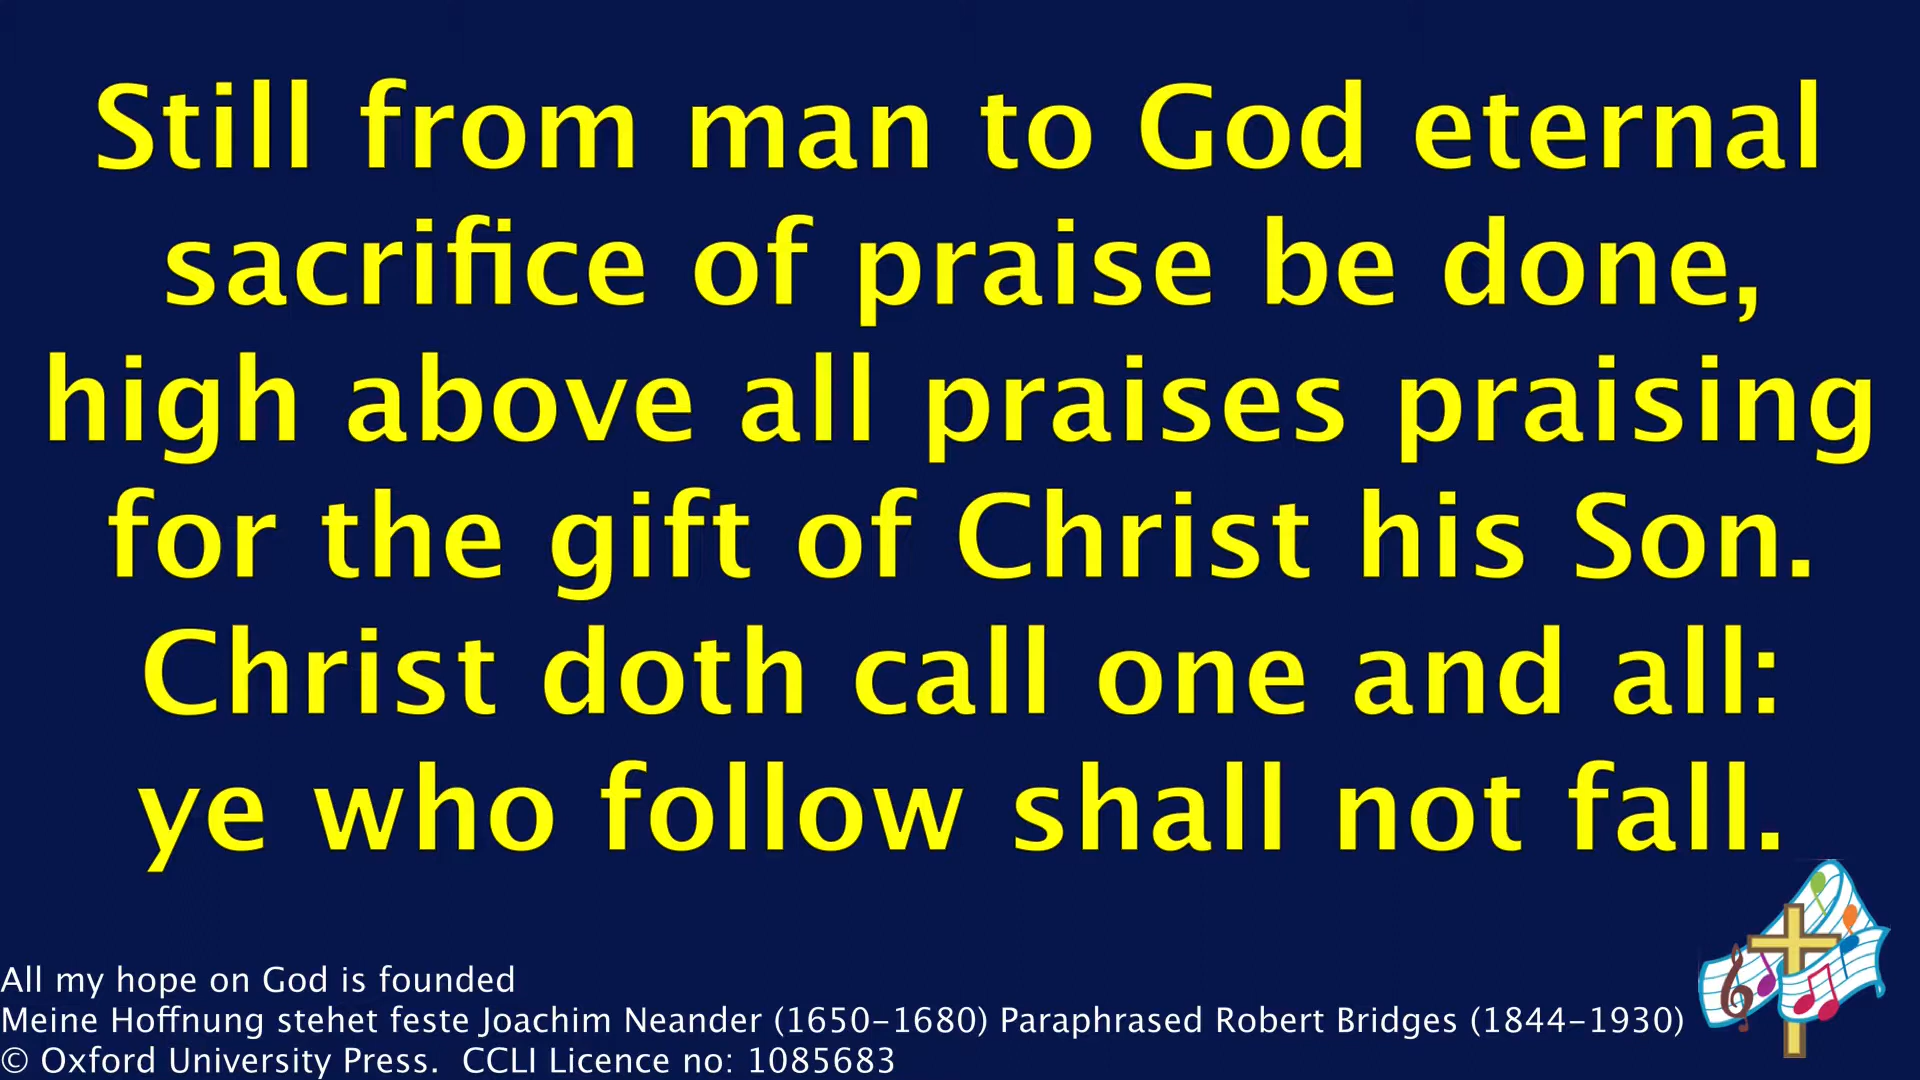 Still from man to God eternal
sacrifice of praise be done,
high above all praises praising
for the gift of Christ his Son.
Christ doth call one and all:
ye who follow shall not fall.
All my hope on God is founded
Meine Hoffnung stehet feste Joachim Neander (1650–1680) Paraphrased Robert Bridges (1844–1930)
© Oxford University Press.  CCLI Licence no: 1085683